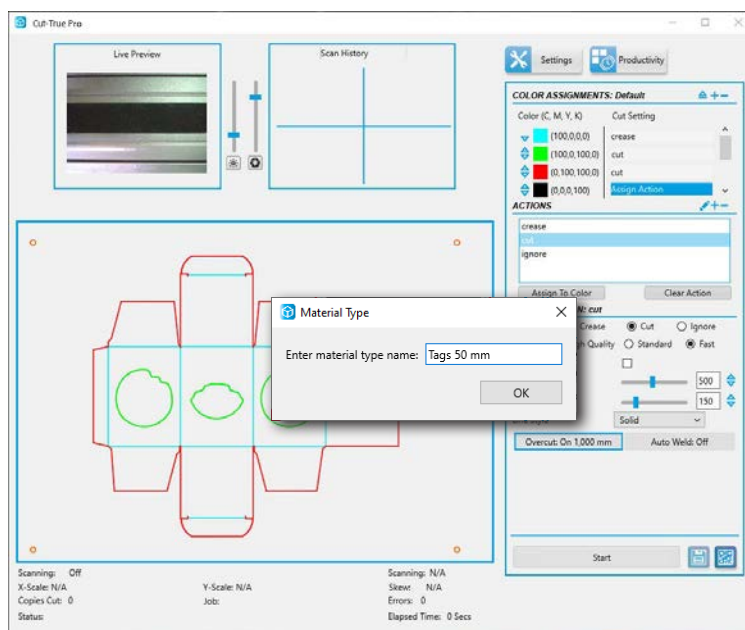 Cut-True Pro
Live Preview
Scan History
Settings
Productivity
COLOR ASSIGNMENTS: Default
Color (C, M, Y, K) Cut Setting
(100,0,0,0) crease
(100,0,100,0) cut
(0,100,100,0) cut
(0,0,0,100) Assign Action
ACTIONS
crease
cut
ignore
Assign To Color Clear Action
N: cut
Crease Cut Ignore
Quality Standard Fast
500
150
Solid
Overcut: On 1,000 mm Auto Weld: Off
Start
Material Type
Enter material type name: Tags 50 mm
OK
Scanning: Off Scanning: N/A
X-Scale: N/A Y-Scale: N/A Skew: N/A
Copies Cut: 0 Job: Errors: 0
Status: Elapsed Time: 0 Secs